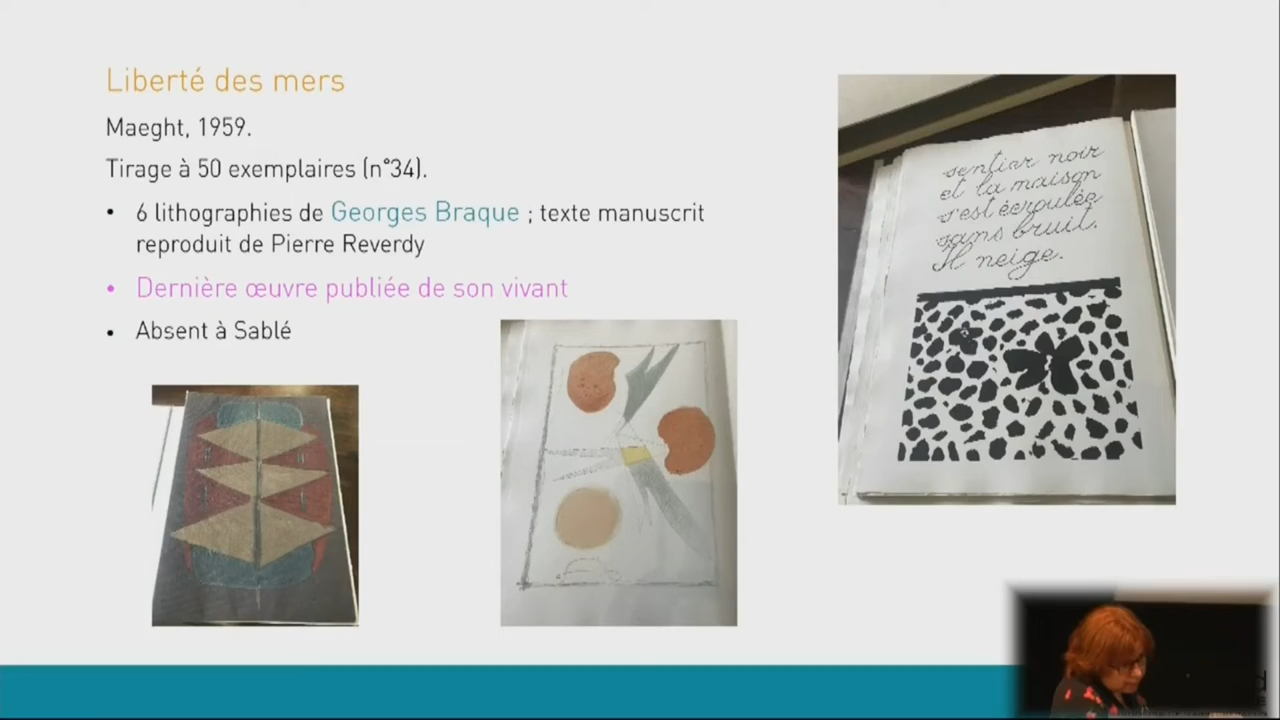 Liberté des mers
Maeght, 1959.
Tirage à 50 exemplaires (n°34).
• 6 lithographies de Georges Braque ; texte manuscrit
reproduit de Pierre Reverdy
• Dernière œuvre publiée de son vivant
• Absent à Sablé
sentier noir
et la maison
s'est écroulée
sans bruit.
Il neige.